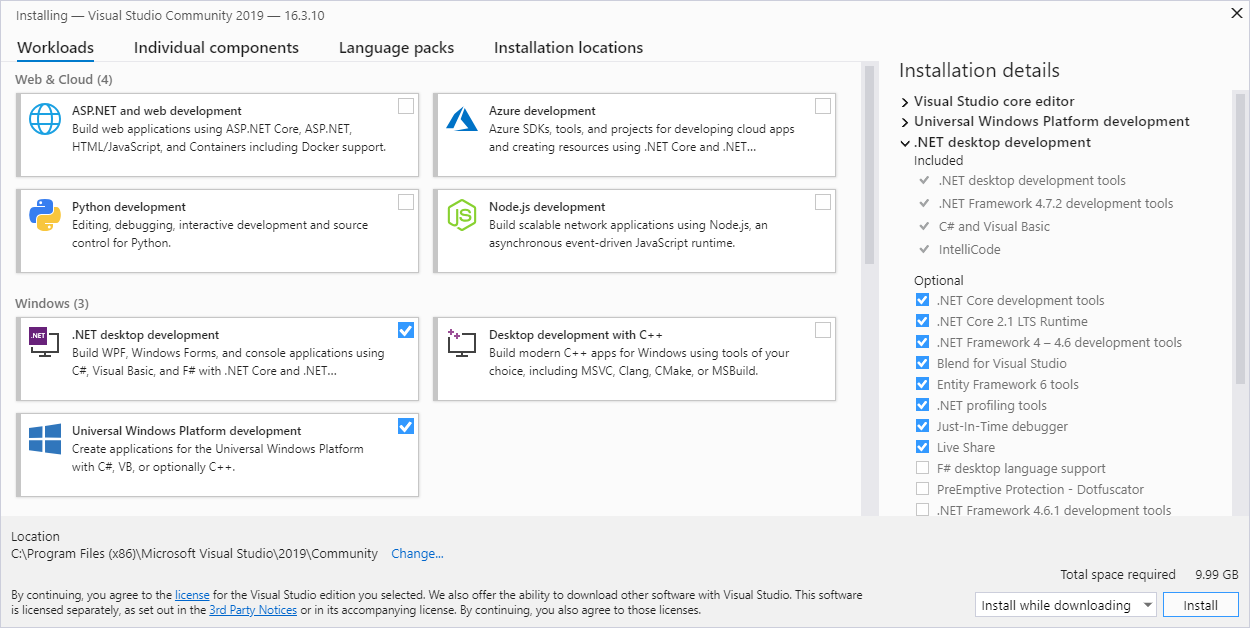 Installing — Visual Studio Community 2019 — 16.3.10
Workloads
Individual components
Language packs
Installation locations
Web & Cloud (4)
ASP.NET and web development
Build web applications using ASP.NET Core, ASP.NET,
HTML/JavaScript, and Containers including Docker support.
Azure development
Azure SDKs, tools, and projects for developing cloud apps
and creating resources using .NET Core and .NET...
Python development
Editing, debugging, interactive development and source
control for Python.
JS
Node.js development
Build scalable network applications using Node.js, an
asynchronous event-driven JavaScript runtime.
Windows (3)
.NET
.NET desktop development
Build WPF, Windows Forms, and console applications using
C#, Visual Basic, and F# with .NET Core and .NET...
Desktop development with C++
Build modern C++ apps for Windows using tools of your
choice, including MSVC, Clang, CMake, or MSBuild.
Universal Windows Platform development
Create applications for the Universal Windows Platform
with C#, VB, or optionally C++.
Installation details
Visual Studio core editor
Universal Windows Platform development
.NET desktop development
Included
.NET desktop development tools
.NET Framework 4.7.2 development tools
C# and Visual Basic
IntelliCode
Optional
.NET Core development tools
.NET Core 2.1 LTS Runtime
.NET Framework 4 – 4.6 development tools
Blend for Visual Studio
Entity Framework 6 tools
.NET profiling tools
Just-In-Time debugger
Live Share
F# desktop language support
PreEmptive Protection - Dotfuscator
.NET Framework 4.6.1 development tools
Location
C:\Program Files (x86)\Microsoft Visual Studio\2019\Community Change...
Total space required 9.99 GB
By continuing, you agree to the license for the Visual Studio edition you selected. We also offer the ability to download other software with Visual Studio. This software
is licensed separately, as set out in the 3rd Party Notices or in its accompanying license. By continuing, you also agree to those licenses.
Install while downloading
Install